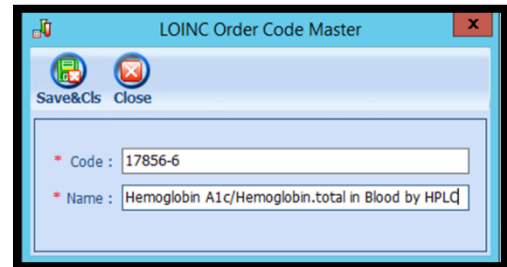 LOINC Order Code Master
x
Save&Cls Close
* Code : 17856-6
* Name : Hemoglobin A1c/Hemoglobin.total in Blood by HPLC